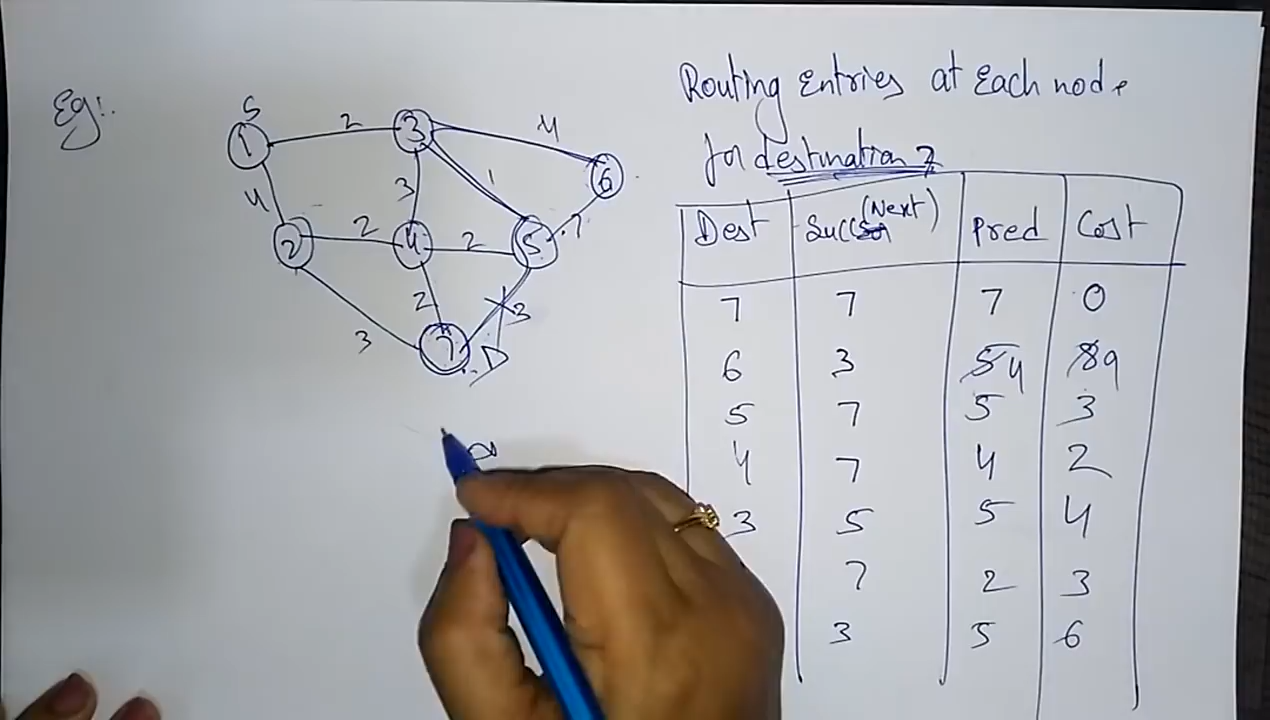 Eg:-
S
1 2 3 4 6
4 3 1
2 2 4 2 5 7
3 2 3
7 D
Routing Entries at Each node
for destination 7
Dest Succ (Next) Pred Cost
7 7 7 0
6 3 5 4 8 9
5 7 5 3
4 7 4 2
3 5 5 4
7 2 3
3 5 6